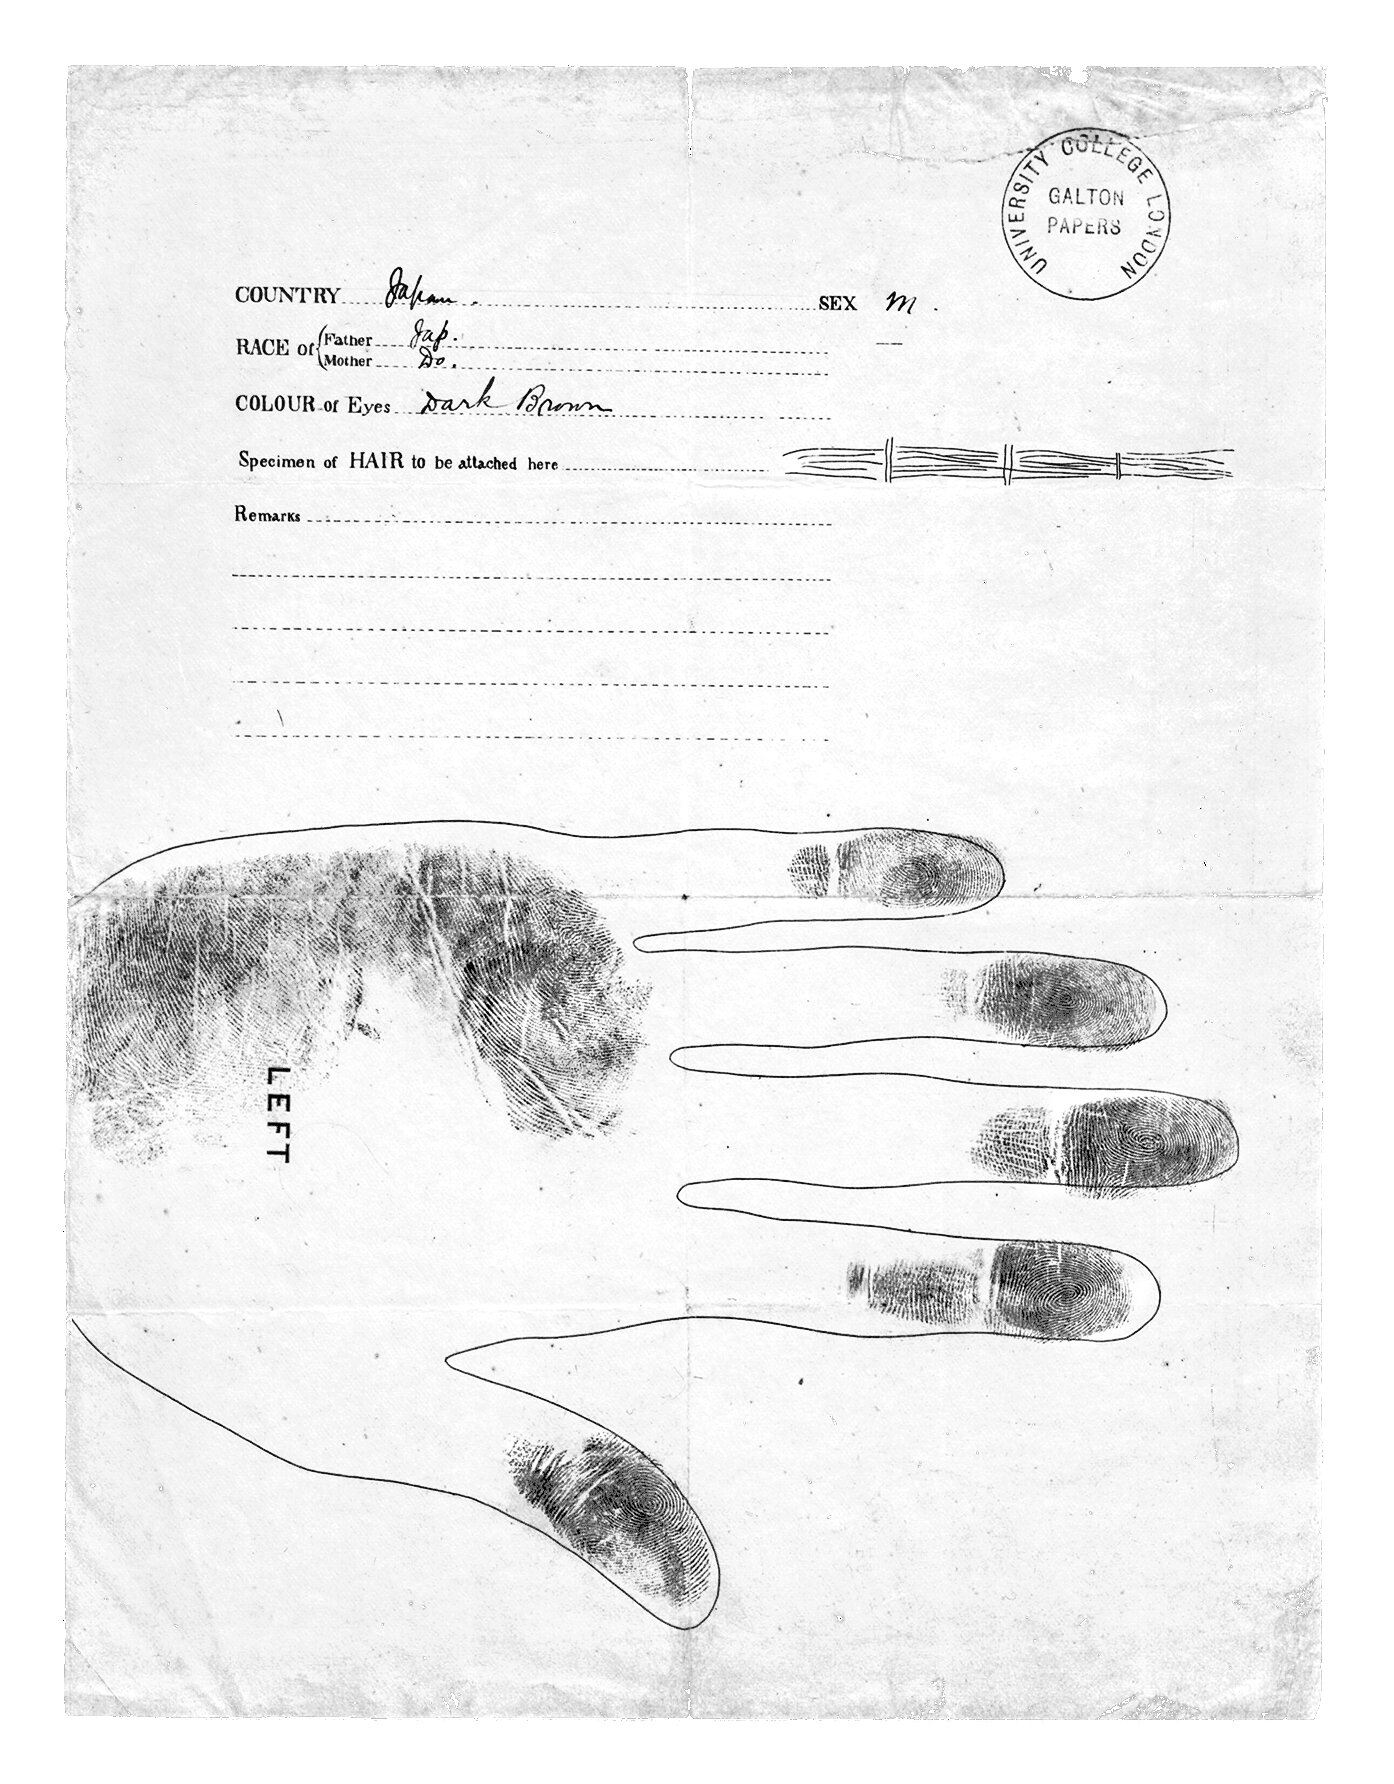 UNIVERSITY COLLEGE LONDON
GALTON
PAPERS
COUNTRY Japan. SEX M.
RACE of Father Jap.
Mother Do.
COLOUR of Eyes Dark Brown
Specimen of HAIR to be attached here
Remarks
LEFT